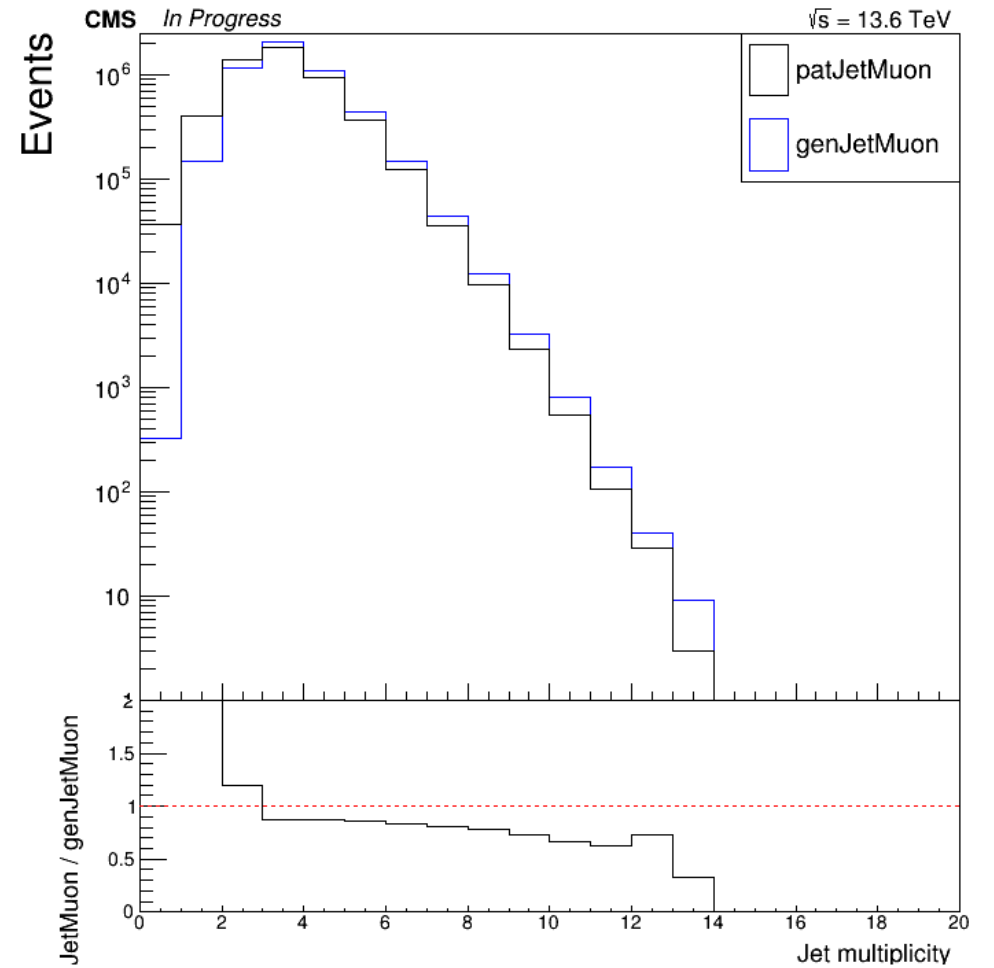 CMS In Progress √s = 13.6 TeV
Events
patJetMuon
genJetMuon
10⁶
10⁵
10⁴
10³
10²
10
1
JetMuon / genJetMuon
2
1.5
1
0.5
0
0 2 4 6 8 10 12 14 16 18 20
Jet multiplicity